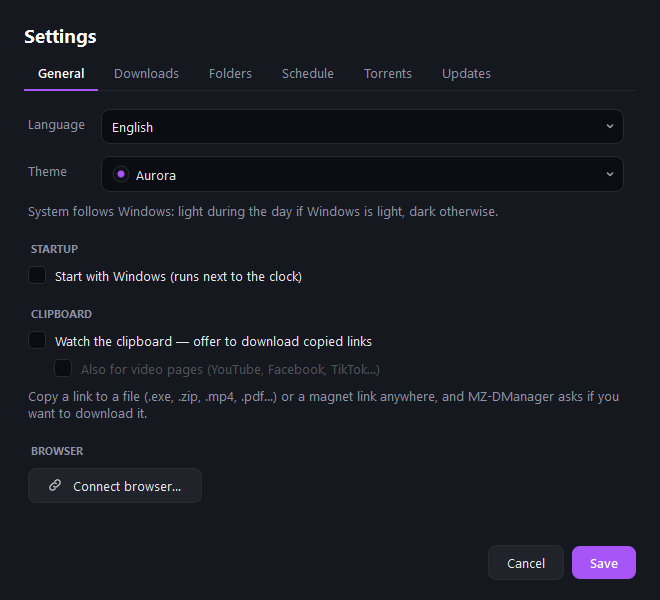 Settings
General Downloads Folders Schedule Torrents Updates
Language English
Theme Aurora
System follows Windows: light during the day if Windows is light, dark otherwise.
STARTUP
Start with Windows (runs next to the clock)
CLIPBOARD
Watch the clipboard — offer to download copied links
Also for video pages (YouTube, Facebook, TikTok...)
Copy a link to a file (.exe, .zip, .mp4, .pdf...) or a magnet link anywhere, and MZ-DManager asks if you
want to download it.
BROWSER
Connect browser...
Cancel Save